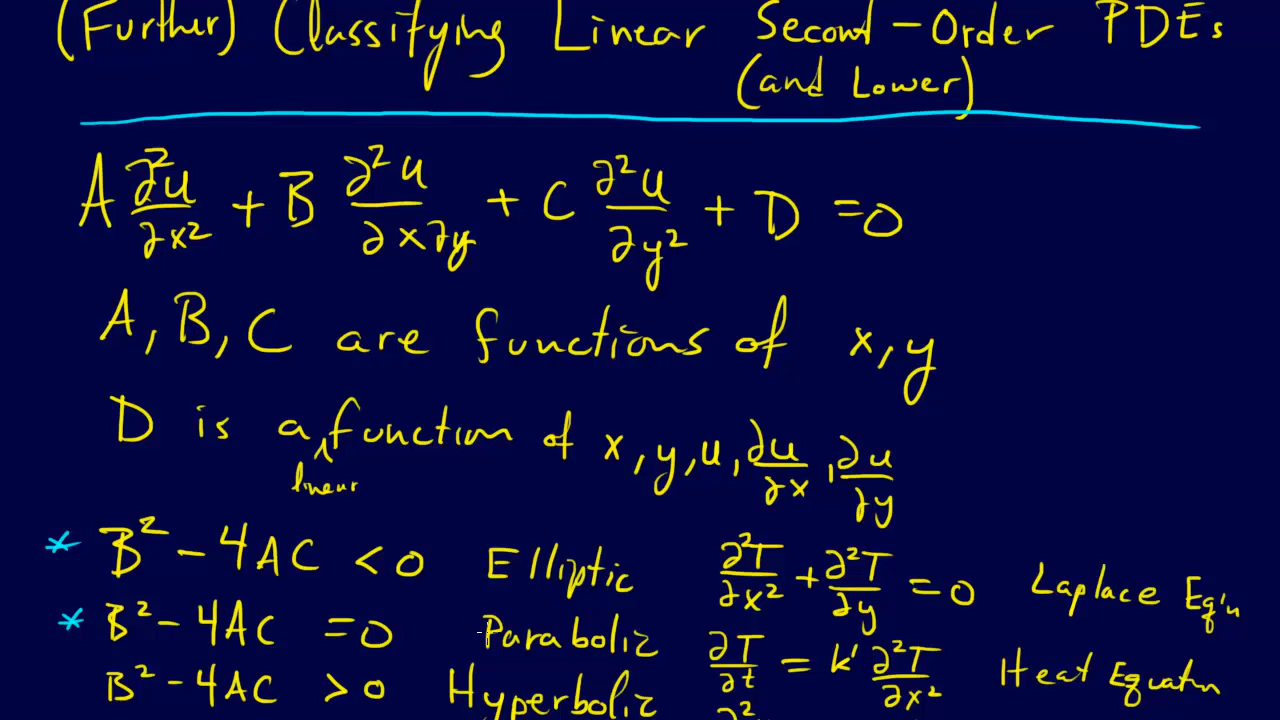 (Further) Classifying Linear Second-Order PDEs
(and Lower)
A ∂²u/∂x² + B ∂²u/∂x∂y + C ∂²u/∂y² + D = 0
A, B, C are functions of x, y
D is a function of x, y, u, ∂u/∂x, ∂u/∂y
linear
* B² - 4AC < 0 Elliptic ∂²T/∂x² + ∂²T/∂y = 0 Laplace Eq'n
* B² - 4AC = 0 Parabolic ∂T/∂t = k' ∂²T/∂x² Heat Equation
B² - 4AC > 0 Hyperbolic ∂²